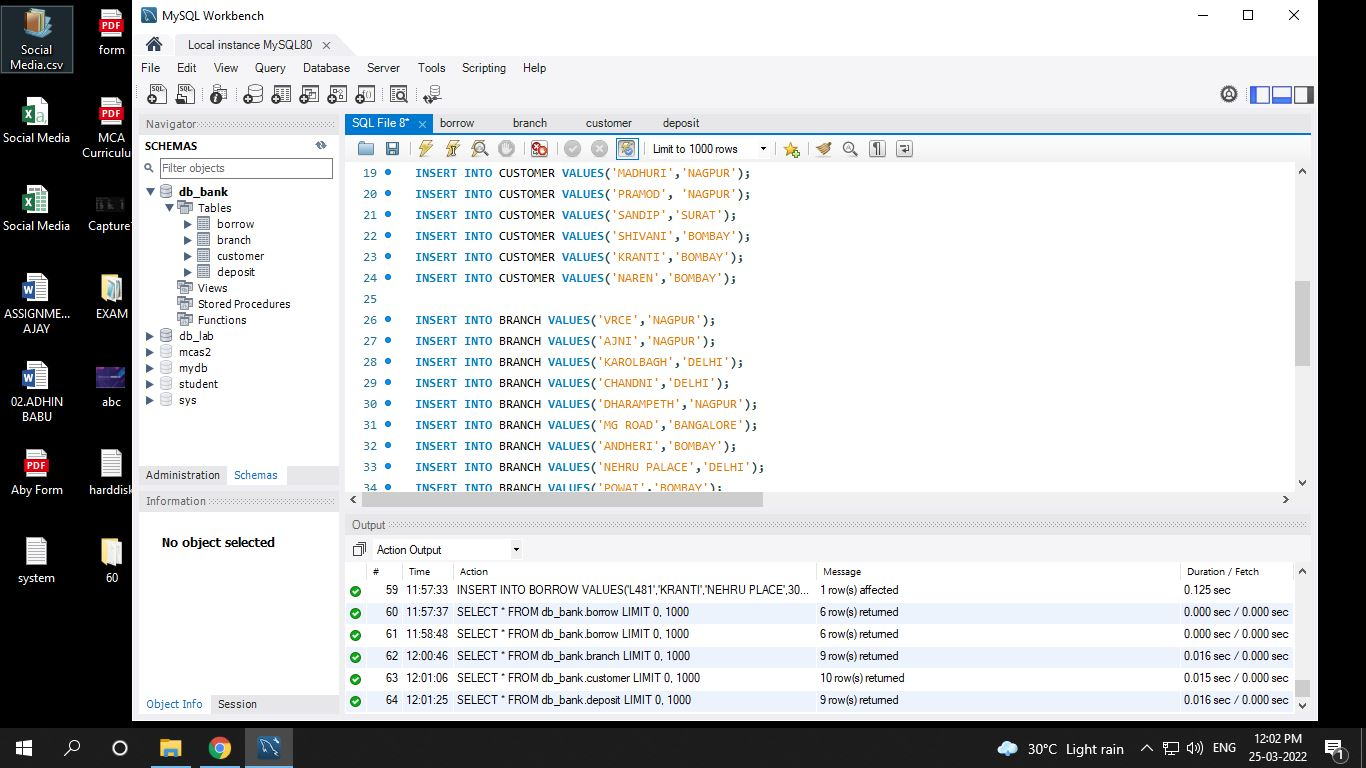 Social
Media.csv
form
Social Media
MCA
Curriculu
Social Media
Capture
ASSIGNME...
AJAY
EXAM
02.ADHIN
BABU
abc
Aby Form
harddisk
system
60
MySQL Workbench
Local instance MySQL80
File Edit View Query Database Server Tools Scripting Help
Navigator
SCHEMAS
Filter objects
db_bank
Tables
borrow
branch
customer
deposit
Views
Stored Procedures
Functions
db_lab
mcas2
mydb
student
sys
Administration Schemas
Information
No object selected
Object Info Session
SQL File 8* borrow branch customer deposit
Limit to 1000 rows
19 INSERT INTO CUSTOMER VALUES('MADHURI','NAGPUR');
20 INSERT INTO CUSTOMER VALUES('PRAMOD', 'NAGPUR');
21 INSERT INTO CUSTOMER VALUES('SANDIP','SURAT');
22 INSERT INTO CUSTOMER VALUES('SHIVANI','BOMBAY');
23 INSERT INTO CUSTOMER VALUES('KRANTI','BOMBAY');
24 INSERT INTO CUSTOMER VALUES('NAREN','BOMBAY');
25
26 INSERT INTO BRANCH VALUES('VRCE','NAGPUR');
27 INSERT INTO BRANCH VALUES('AJNI','NAGPUR');
28 INSERT INTO BRANCH VALUES('KAROLBAGH','DELHI');
29 INSERT INTO BRANCH VALUES('CHANDNI','DELHI');
30 INSERT INTO BRANCH VALUES('DHARAMPETH','NAGPUR');
31 INSERT INTO BRANCH VALUES('MG ROAD','BANGALORE');
32 INSERT INTO BRANCH VALUES('ANDHERI','BOMBAY');
33 INSERT INTO BRANCH VALUES('NEHRU PALACE','DELHI');
34 INSERT INTO BRANCH VALUES('POWAI','BOMBAY');
Output
Action Output
# Time Action Message Duration / Fetch
59 11:57:33 INSERT INTO BORROW VALUES('L481','KRANTI','NEHRU PLACE',30... 1 row(s) affected 0.125 sec
60 11:57:37 SELECT * FROM db_bank.borrow LIMIT 0, 1000 6 row(s) returned 0.000 sec / 0.000 sec
61 11:58:48 SELECT * FROM db_bank.borrow LIMIT 0, 1000 6 row(s) returned 0.000 sec / 0.000 sec
62 12:00:46 SELECT * FROM db_bank.branch LIMIT 0, 1000 9 row(s) returned 0.016 sec / 0.000 sec
63 12:01:06 SELECT * FROM db_bank.customer LIMIT 0, 1000 10 row(s) returned 0.015 sec / 0.000 sec
64 12:01:25 SELECT * FROM db_bank.deposit LIMIT 0, 1000 9 row(s) returned 0.016 sec / 0.000 sec
30°C Light rain ENG 12:02 PM
25-03-2022
1